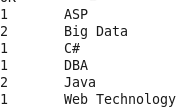 1 ASP
2 Big Data
1 C#
1 DBA
2 Java
1 Web Technology